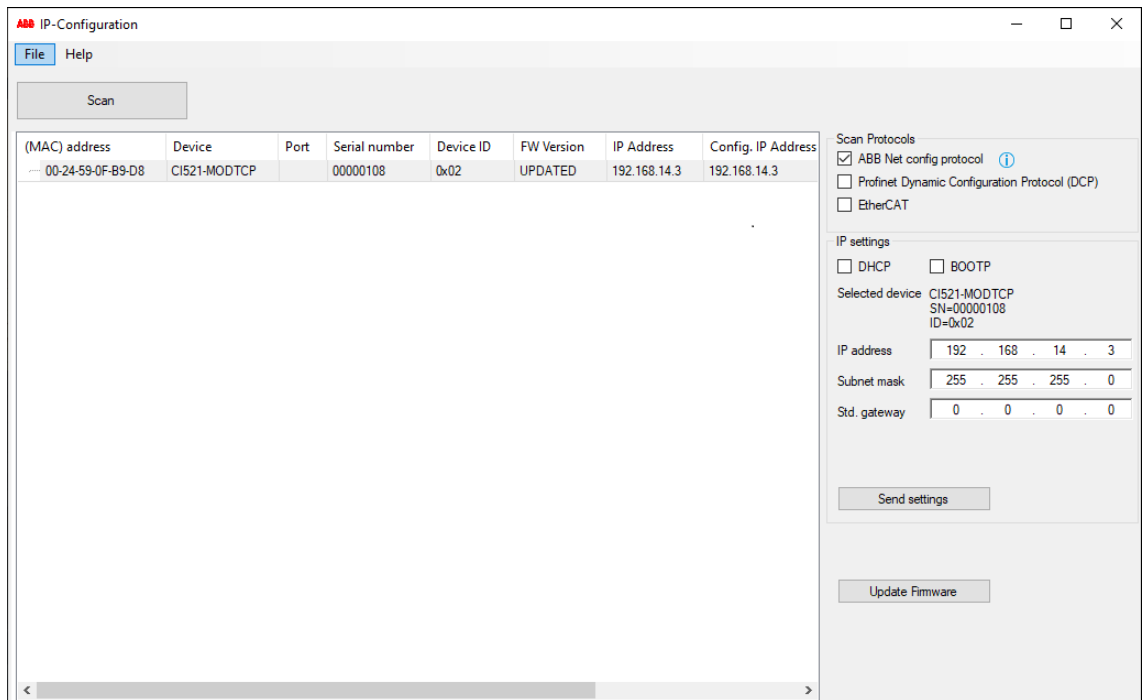 ABB IP-Configuration
File Help
Scan
(MAC) address Device Port Serial number Device ID FW Version IP Address Config. IP Address
00-24-59-0F-B9-D8 CI521-MODTCP 00000108 0x02 UPDATED 192.168.14.3 192.168.14.3
Scan Protocols
ABB Net config protocol
Profinet Dynamic Configuration Protocol (DCP)
EtherCAT
IP settings
DHCP BOOTP
Selected device CI521-MODTCP
SN=00000108
ID=0x02
IP address 192 . 168 . 14 . 3
Subnet mask 255 . 255 . 255 . 0
Std. gateway 0 . 0 . 0 . 0
Send settings
Update Firmware